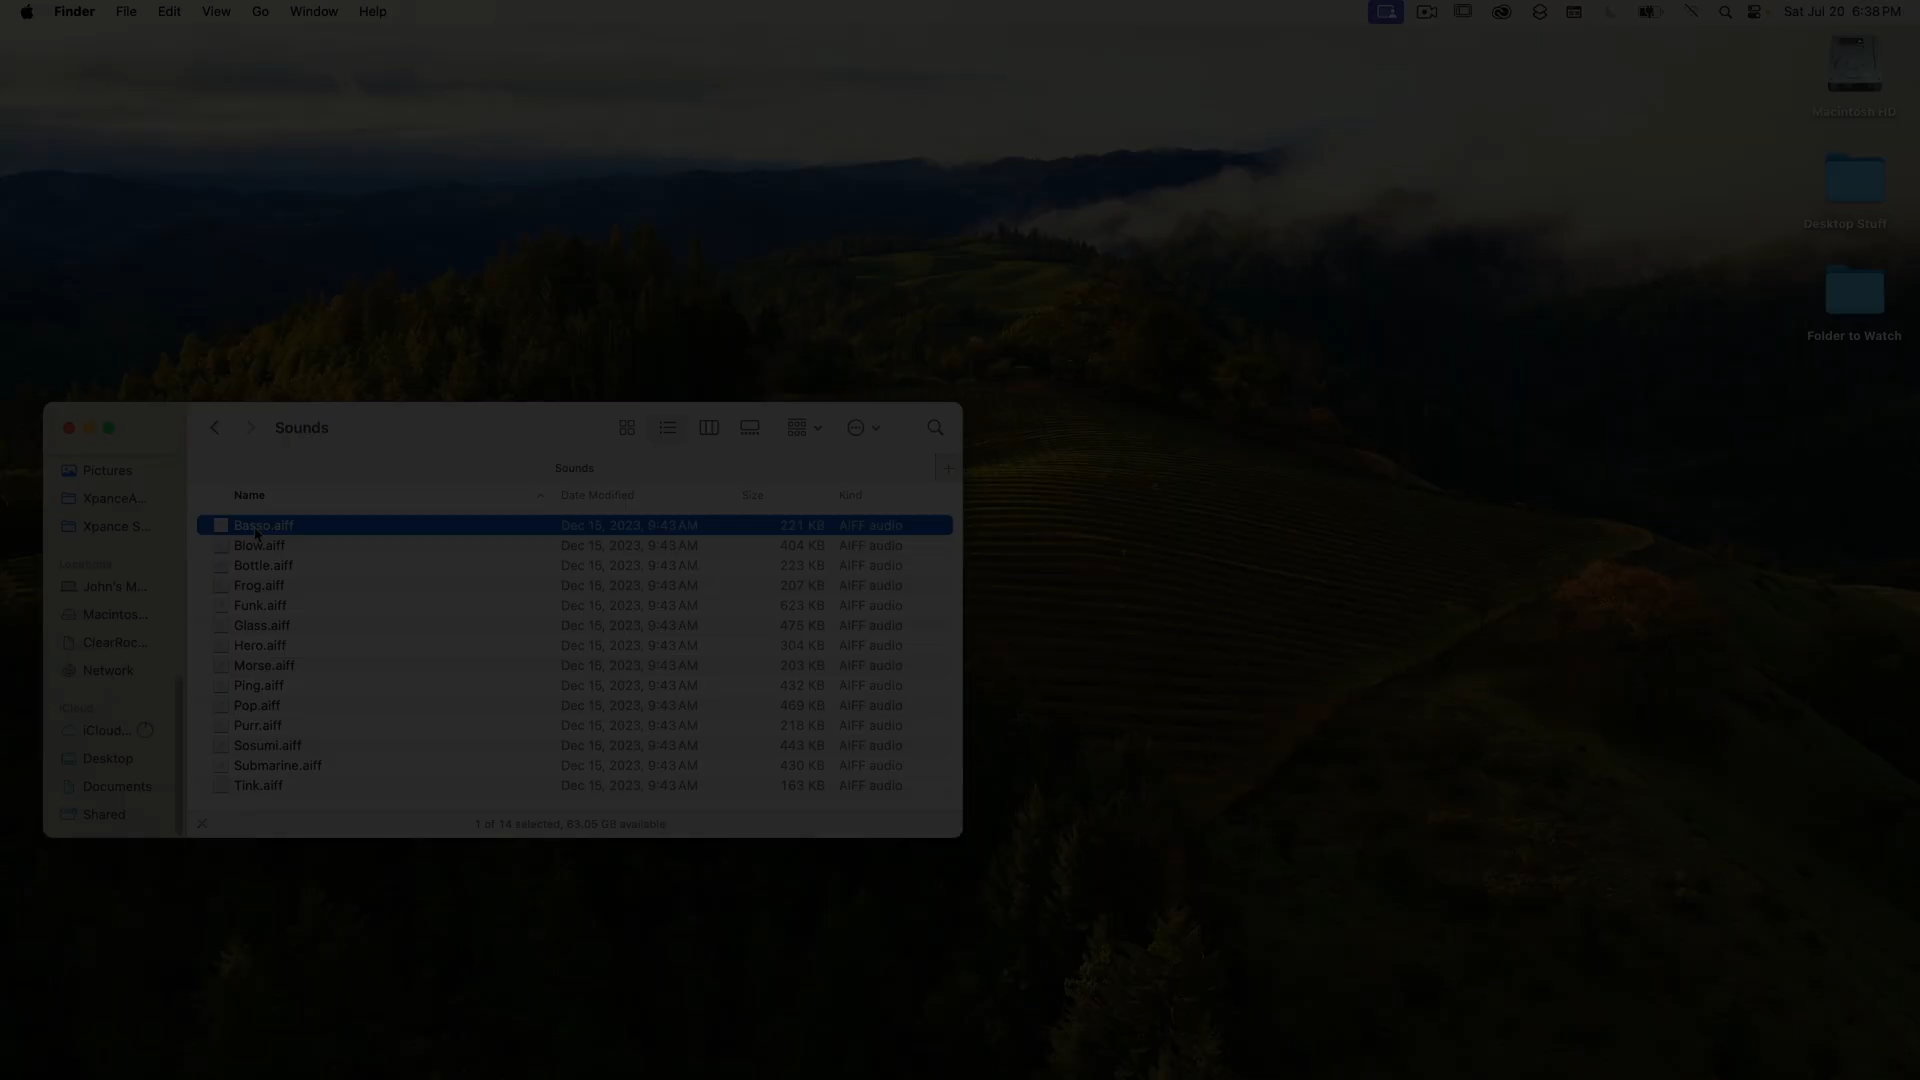 Finder File Edit View Go Window Help Sat Jul 20 6:38 PM
Macintosh HD
Desktop Stuff
Folder to Watch
Sounds
Pictures
XpanceA...
Xpance S...
Locations
John's M...
Macintos...
ClearRoc...
Network
iCloud
iCloud...
Desktop
Documents
Shared
Sounds
Name Date Modified Size Kind
Basso.aiff Dec 15, 2023, 9:43 AM 221 KB AIFF audio
Blow.aiff Dec 15, 2023, 9:43 AM 404 KB AIFF audio
Bottle.aiff Dec 15, 2023, 9:43 AM 223 KB AIFF audio
Frog.aiff Dec 15, 2023, 9:43 AM 207 KB AIFF audio
Funk.aiff Dec 15, 2023, 9:43 AM 623 KB AIFF audio
Glass.aiff Dec 15, 2023, 9:43 AM 475 KB AIFF audio
Hero.aiff Dec 15, 2023, 9:43 AM 304 KB AIFF audio
Morse.aiff Dec 15, 2023, 9:43 AM 203 KB AIFF audio
Ping.aiff Dec 15, 2023, 9:43 AM 432 KB AIFF audio
Pop.aiff Dec 15, 2023, 9:43 AM 469 KB AIFF audio
Purr.aiff Dec 15, 2023, 9:43 AM 218 KB AIFF audio
Sosumi.aiff Dec 15, 2023, 9:43 AM 443 KB AIFF audio
Submarine.aiff Dec 15, 2023, 9:43 AM 430 KB AIFF audio
Tink.aiff Dec 15, 2023, 9:43 AM 163 KB AIFF audio
1 of 14 selected, 63.05 GB available